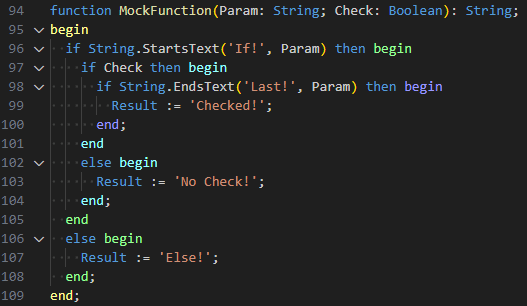 94 function MockFunction(Param: String; Check: Boolean): String;
95 begin
96   if String.StartsText('If!', Param) then begin
97     if Check then begin
98       if String.EndsText('Last!', Param) then begin
99         Result := 'Checked!';
100       end;
101     end
102     else begin
103       Result := 'No Check!';
104     end;
105   end
106   else begin
107     Result := 'Else!';
108   end;
109 end;